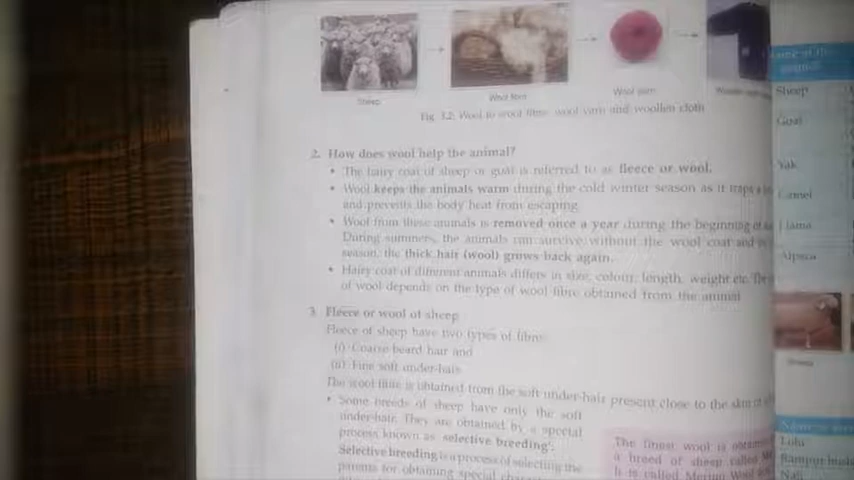 Sheep
Wool fibre
Wool yarn
Fig. 3.2: Wool to wool fibre, wool yarn and woollen cloth
2. How does wool help the animal?
• The hairy coat of sheep or goat is referred to as fleece or wool.
• Wool keeps the animals warm during the cold winter season as it traps a
and prevents the body heat from escaping.
• Wool from these animals is removed once a year during the beginning of
During summers, the animals can survive without the wool coat and
season, the thick hair (wool) grows back again.
• Hairy coat of different animals differs in size, colour, length, weight etc. The
of wool depends on the type of wool fibre obtained from the animal
3. Fleece or wool of sheep
Fleece of sheep have two types of fibre:
(i) Coarse beard hair and
(ii) Fine soft under-hair
The wool fibre is obtained from the soft under-hair present close to the skin of
• Some breeds of sheep have only the soft
under-hair. They are obtained by a special
process known as 'selective breeding'.
Selective breeding is a process of selecting the
parents for obtaining special
The finest wool is
a breed of sheep called
It is called Merino Wool
Name of the
animal
Sheep
Goat
Yak
Camel
Llama
Alpaca
Name of
Lohi
Rampur
Nali